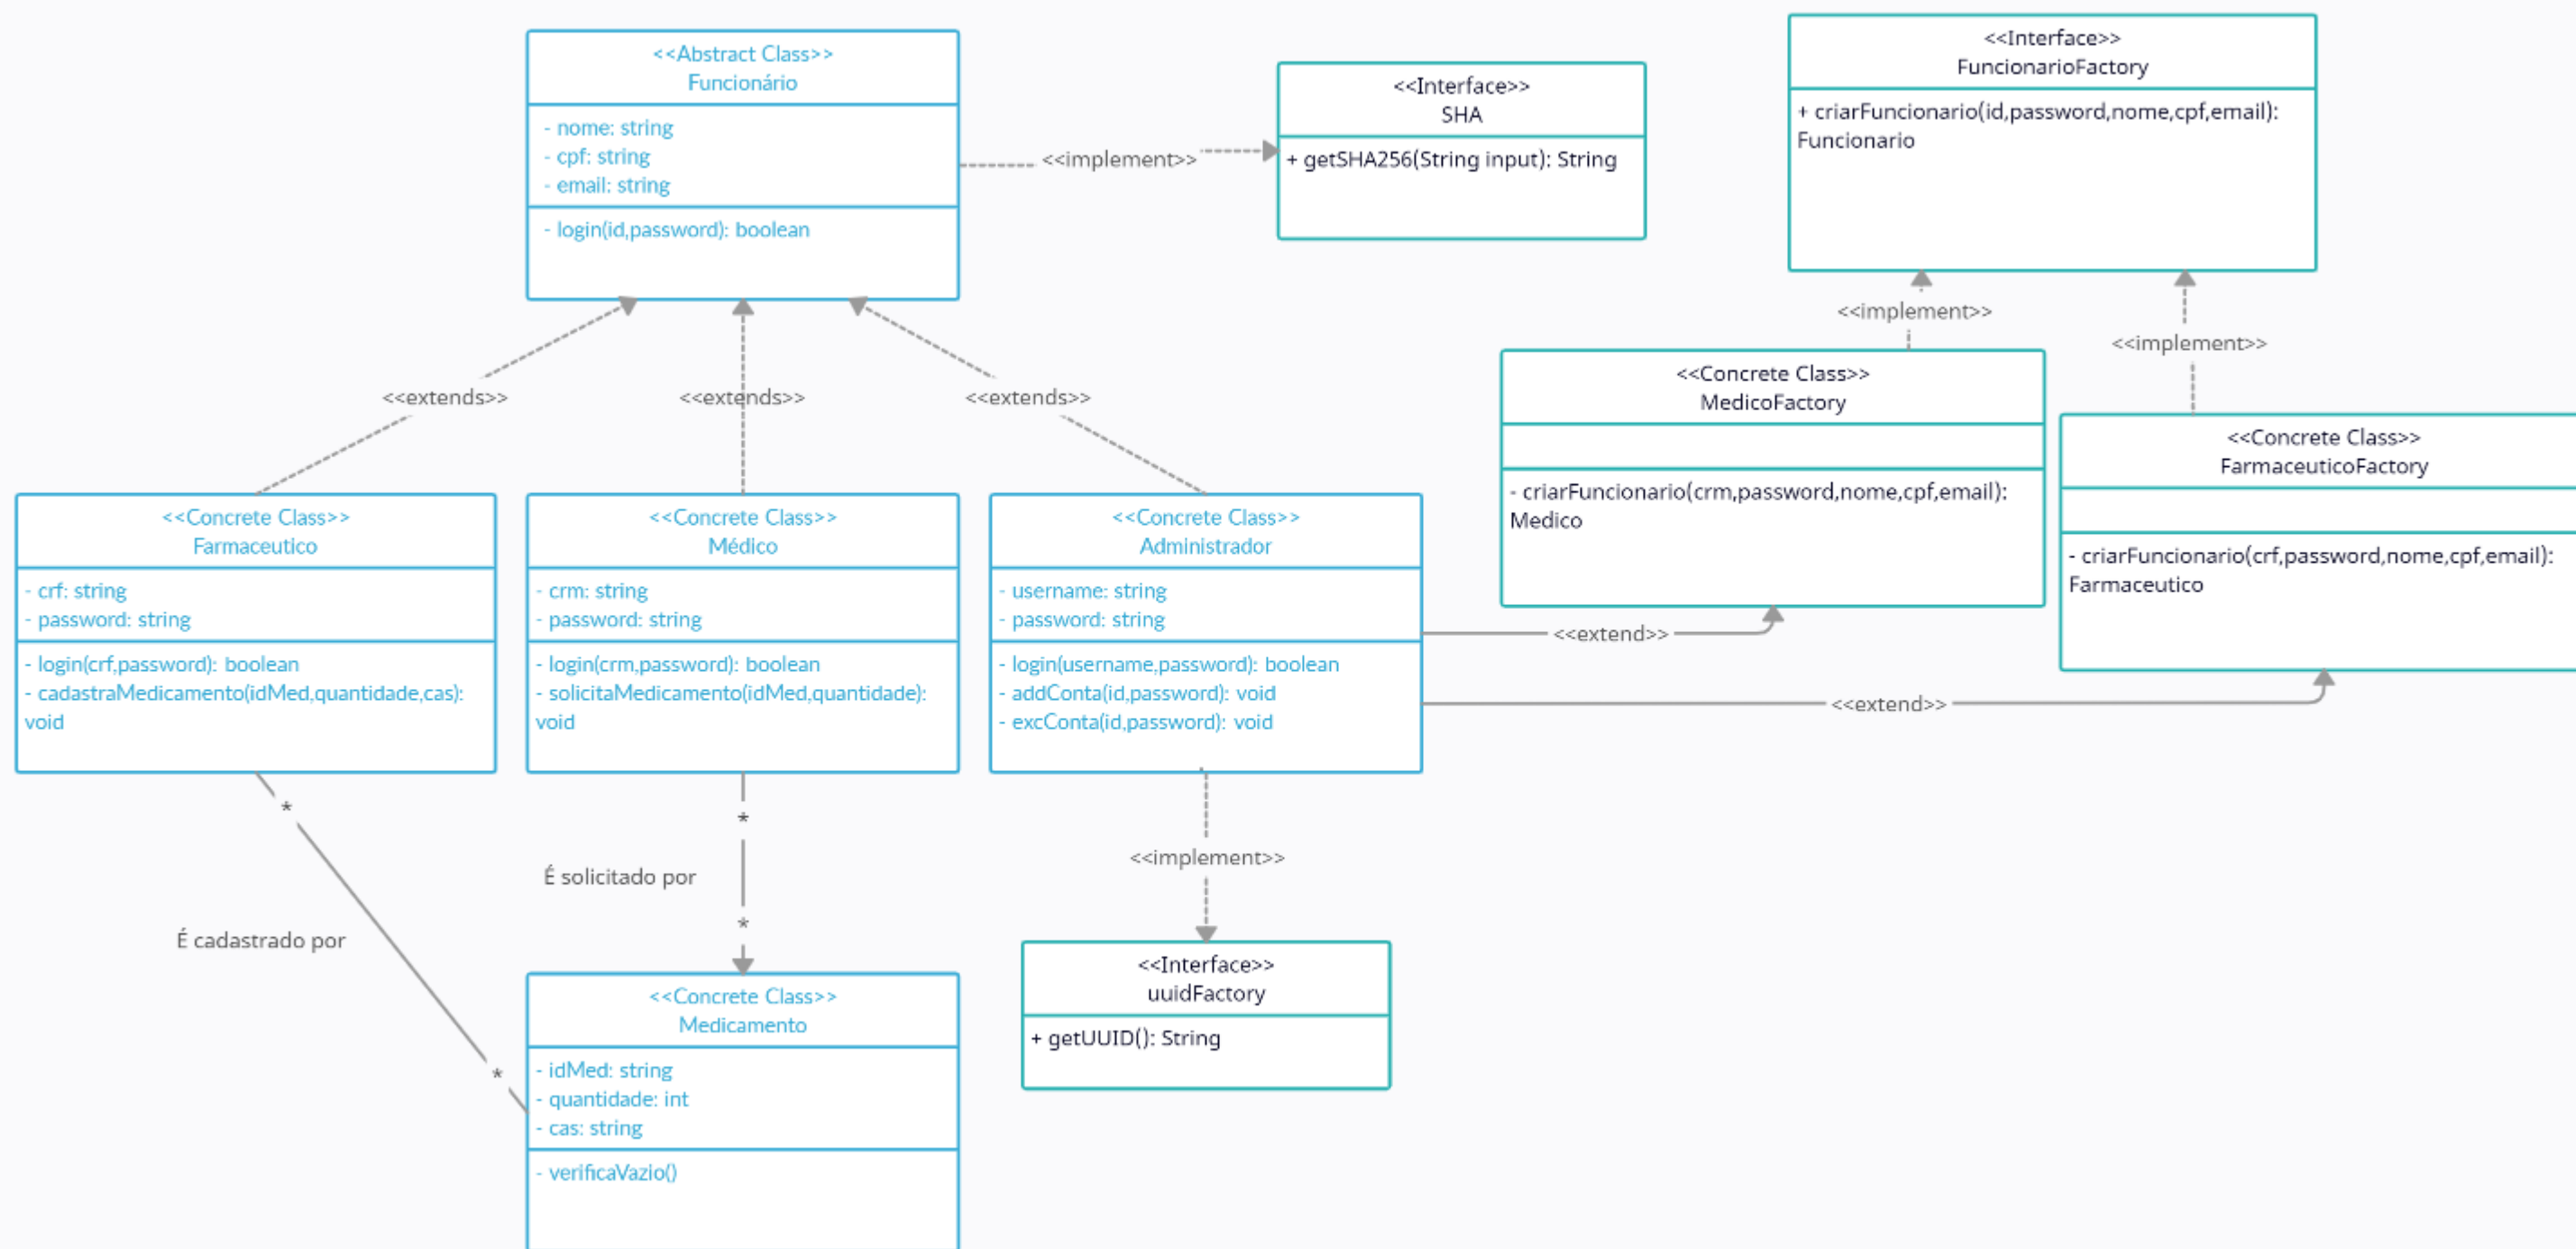 <<Abstract Class>>
Funcionário
- nome: string
- cpf: string
- email: string
- login(id,password): boolean
<<implement>>
<<Interface>>
SHA
+ getSHA256(String input): String
<<Interface>>
FuncionarioFactory
+ criarFuncionario(id,password,nome,cpf,email):
Funcionario
<<implement>>
<<implement>>
<<extends>>
<<extends>>
<<extends>>
<<Concrete Class>>
MedicoFactory
- criarFuncionario(crm,password,nome,cpf,email):
Medico
<<Concrete Class>>
FarmaceuticoFactory
- criarFuncionario(crf,password,nome,cpf,email):
Farmaceutico
<<Concrete Class>>
Farmaceutico
- crf: string
- password: string
- login(crf,password): boolean
- cadastraMedicamento(idMed,quantidade,cas):
void
<<Concrete Class>>
Médico
- crm: string
- password: string
- login(crm,password): boolean
- solicitaMedicamento(idMed,quantidade):
void
<<Concrete Class>>
Administrador
- username: string
- password: string
- login(username,password): boolean
- addConta(id,password): void
- excConta(id,password): void
<<extend>>
<<extend>>
*
*
É solicitado por
*
É cadastrado por
*
<<implement>>
<<Interface>>
uuidFactory
+ getUUID(): String
<<Concrete Class>>
Medicamento
- idMed: string
- quantidade: int
- cas: string
- verificaVazio()